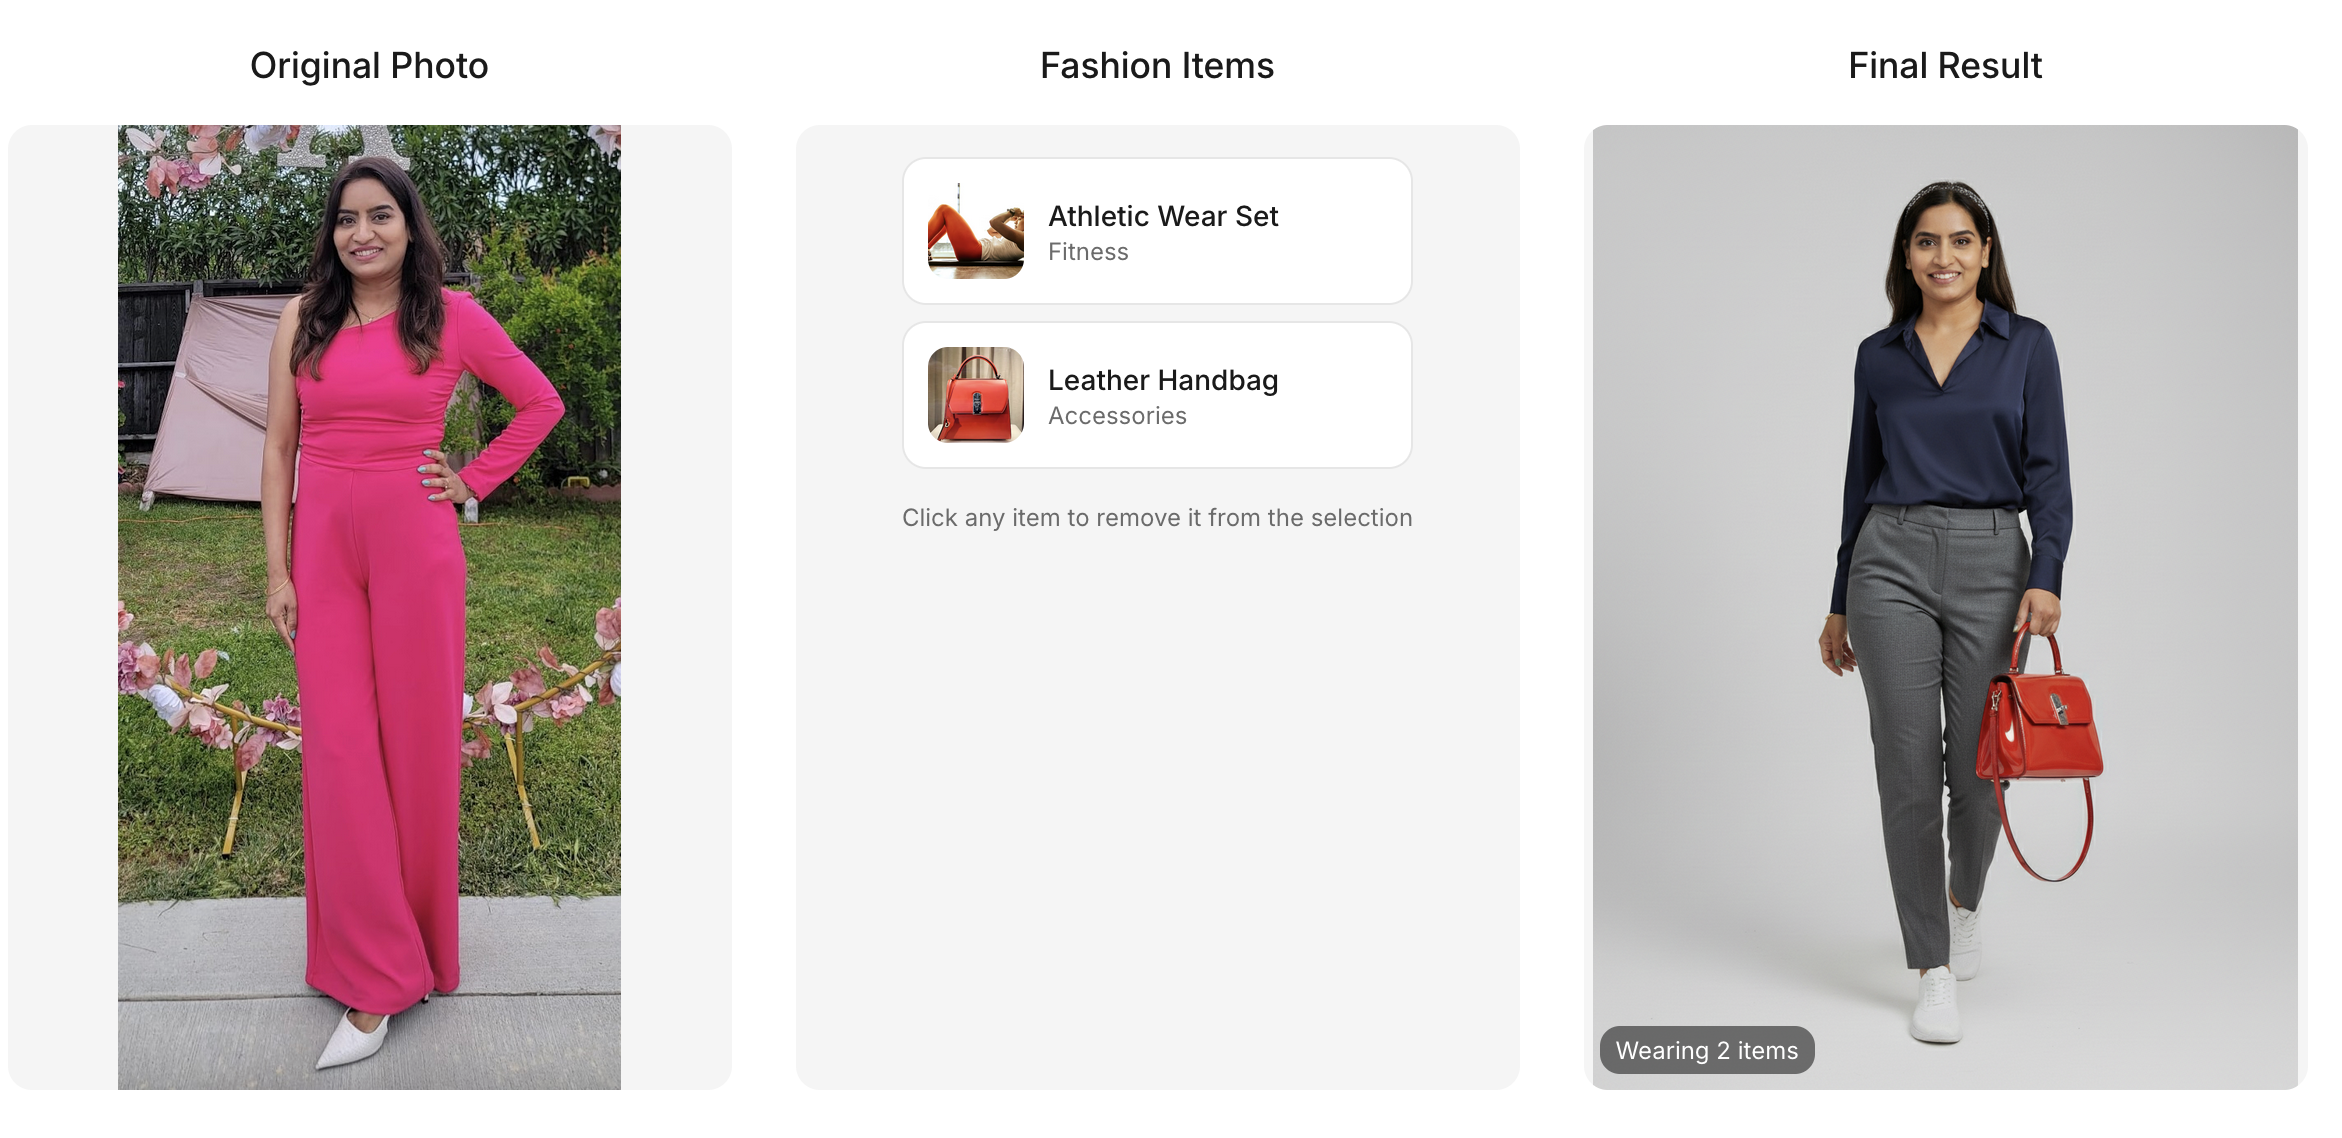 Original Photo
Fashion Items
Final Result
A
Athletic Wear Set
Fitness
Leather Handbag
Accessories
Click any item to remove it from the selection
Wearing 2 items